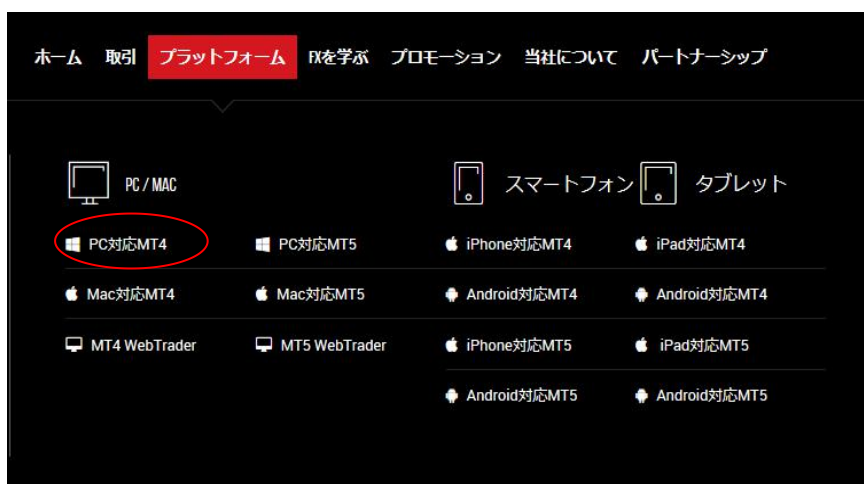 ホーム 取引 プラットフォーム FXを学ぶ プロモーション 当社について パートナーシップ
PC / MAC スマートフォン タブレット
PC対応MT4 PC対応MT5 iPhone対応MT4 iPad対応MT4
Mac対応MT4 Mac対応MT5 Android対応MT4 Android対応MT4
MT4 WebTrader MT5 WebTrader iPhone対応MT5 iPad対応MT5
Android対応MT5 Android対応MT5